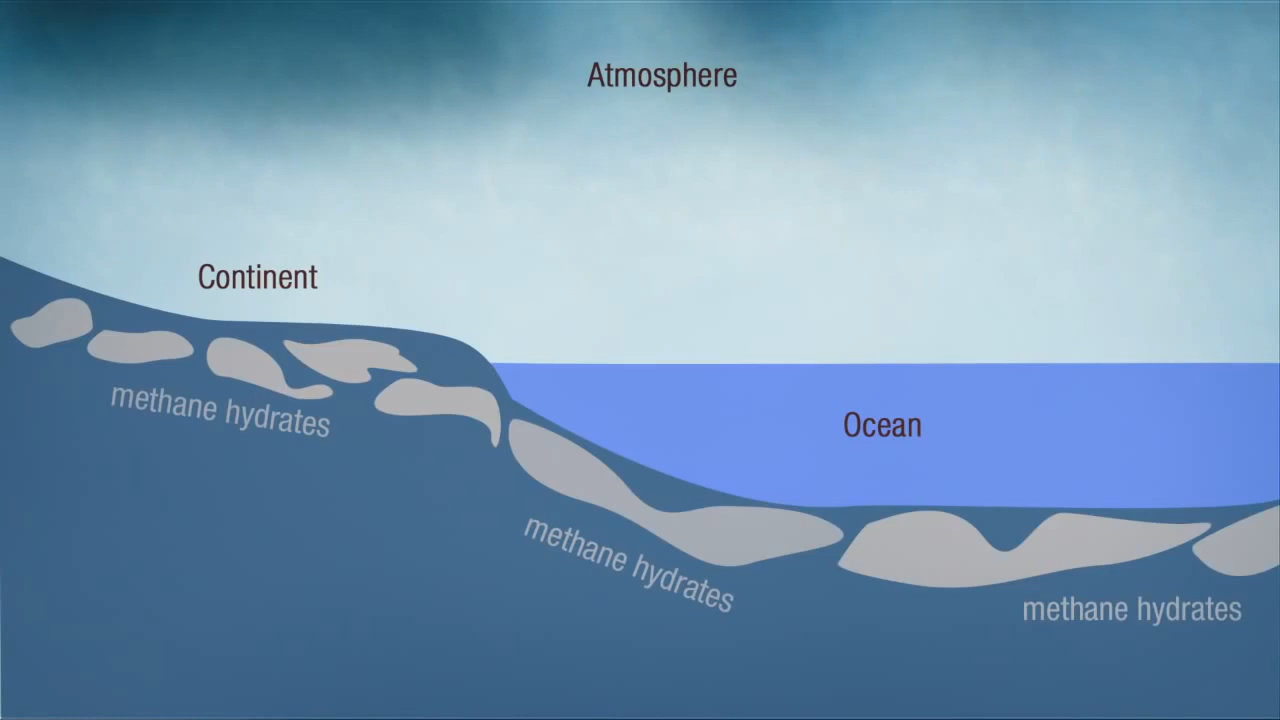 Atmosphere
Continent
methane hydrates
Ocean
methane hydrates
methane hydrates